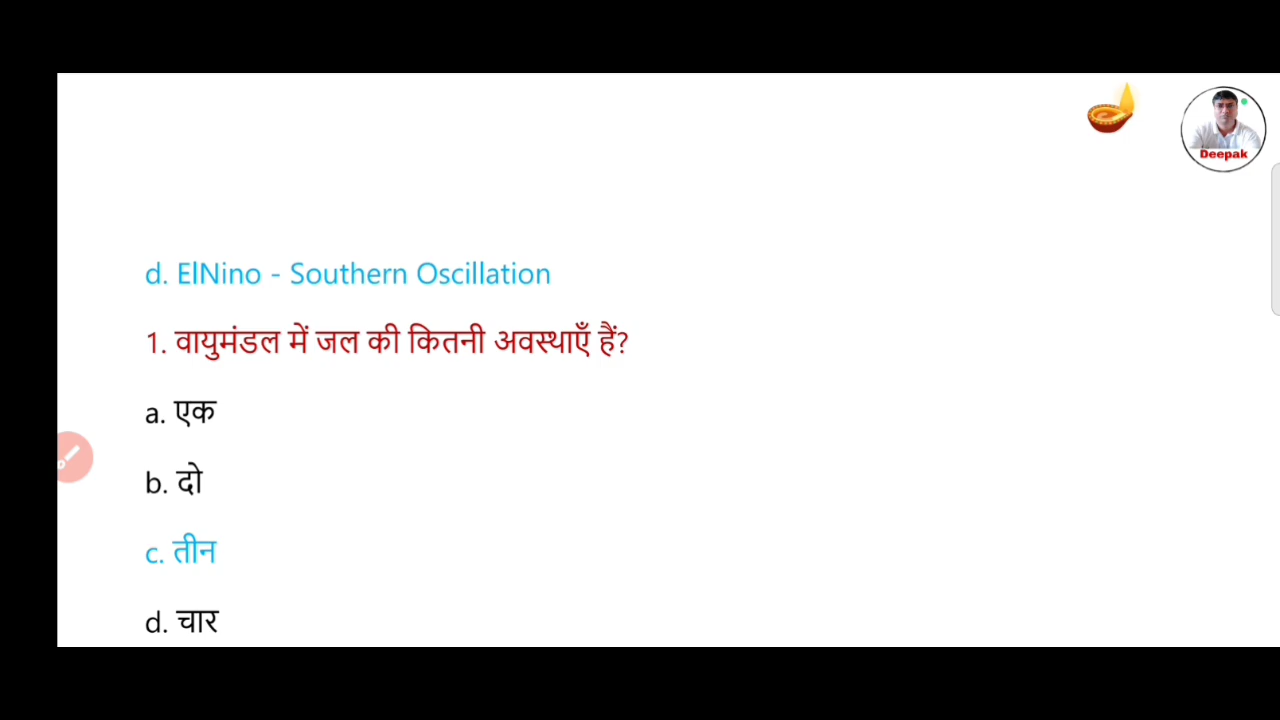 Deepak
d. ElNino - Southern Oscillation
1. वायुमंडल में जल की कितनी अवस्थाएँ हैं?
a. एक
b. दो
c. तीन
d. चार